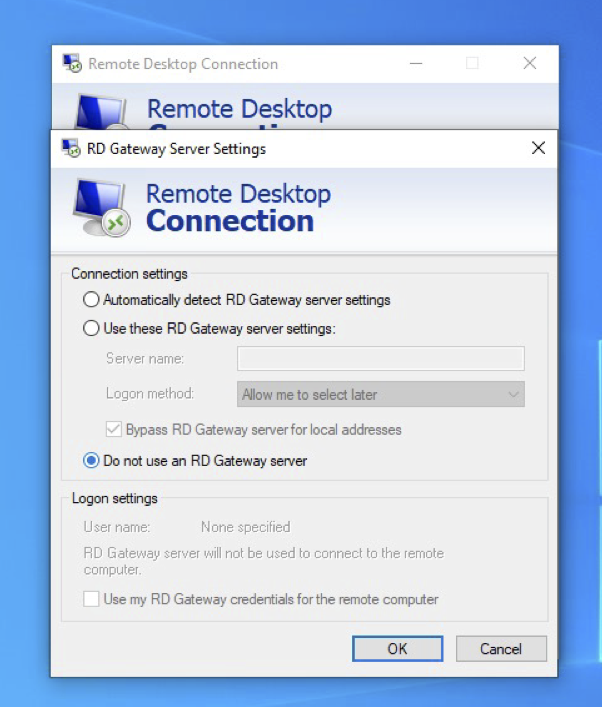 Remote Desktop Connection
Remote Desktop
RD Gateway Server Settings
Remote Desktop
Connection
Connection settings
Automatically detect RD Gateway server settings
Use these RD Gateway server settings:
Server name:
Logon method: Allow me to select later
Bypass RD Gateway server for local addresses
Do not use an RD Gateway server
Logon settings
User name: None specified
RD Gateway server will not be used to connect to the remote
computer.
Use my RD Gateway credentials for the remote computer
OK Cancel